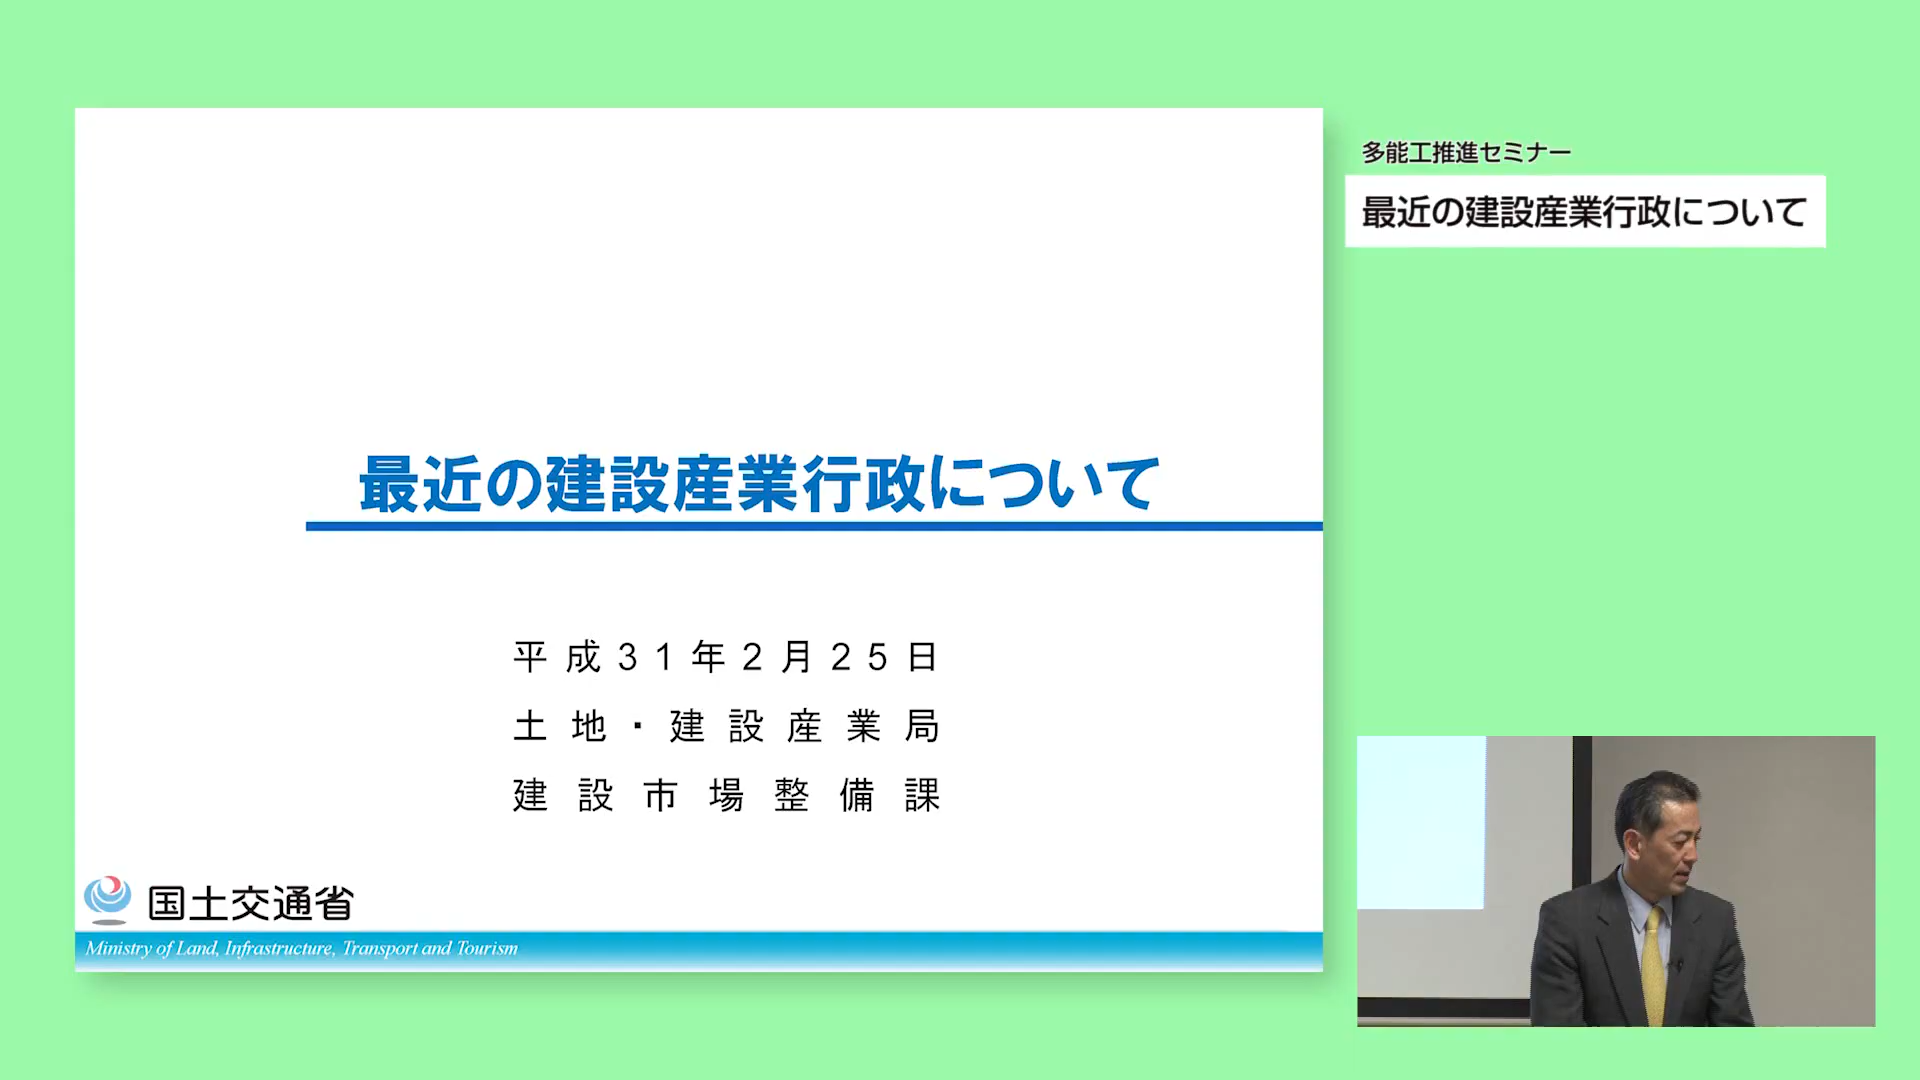 多能工推進セミナー
最近の建設産業行政について
最近の建設産業行政について
平成31年2月25日
土地・建設産業局
建設市場整備課
国土交通省
Ministry of Land, Infrastructure, Transport and Tourism